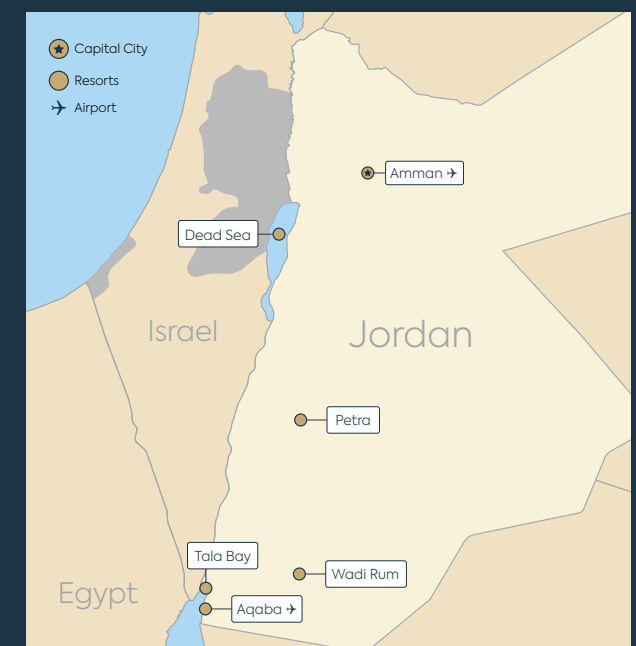 Capital City
Resorts
Airport
Amman
Dead Sea
Israel
Jordan
Petra
Tala Bay
Wadi Rum
Egypt
Aqaba